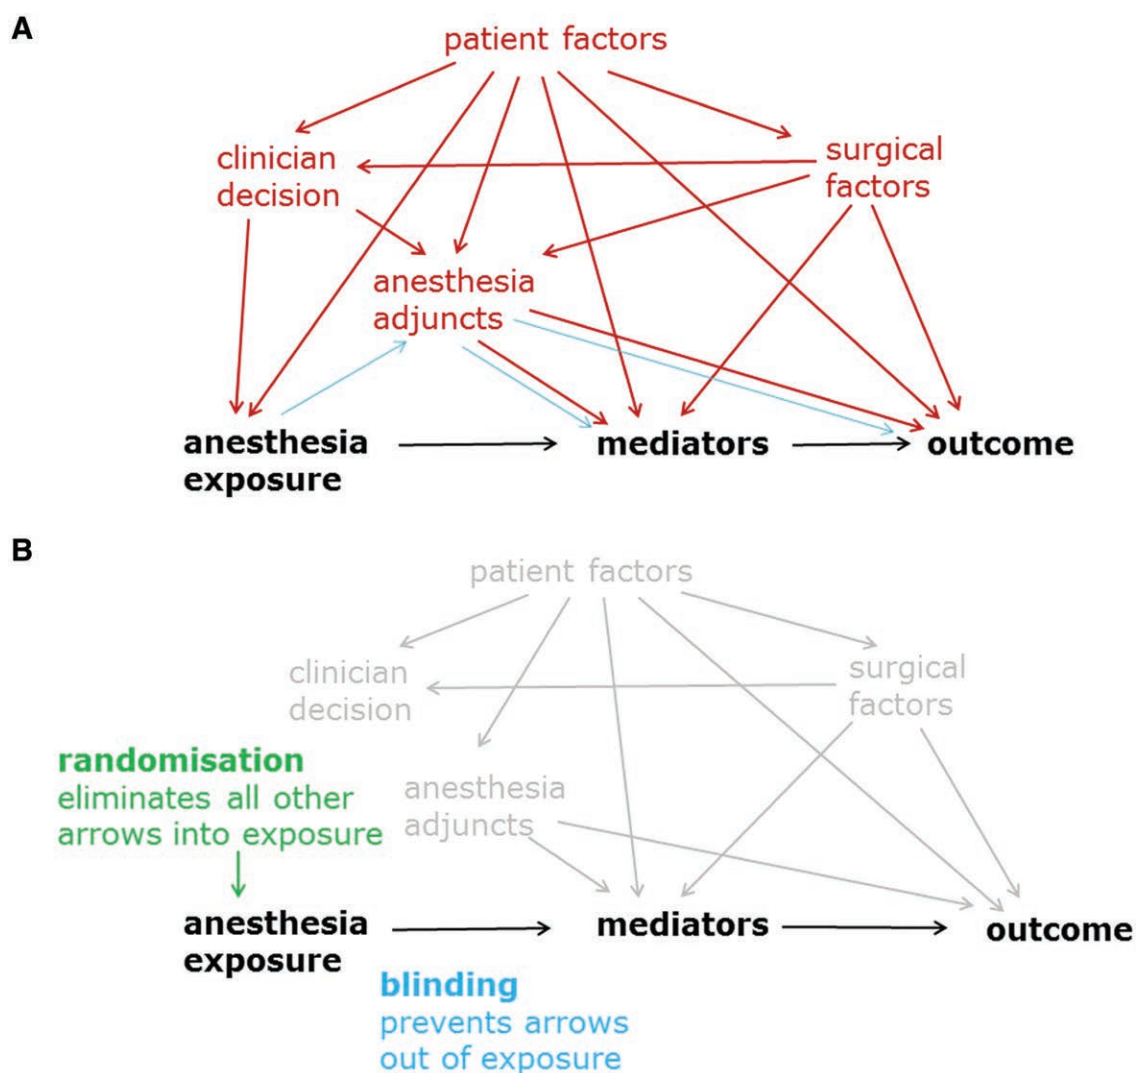 A
patient factors
clinician
decision
surgical
factors
anesthesia
adjuncts
anesthesia
exposure
mediators
outcome
B
patient factors
clinician
decision
surgical
factors
randomisation
eliminates all other
arrows into exposure
anesthesia
adjuncts
anesthesia
exposure
mediators
outcome
blinding
prevents arrows
out of exposure